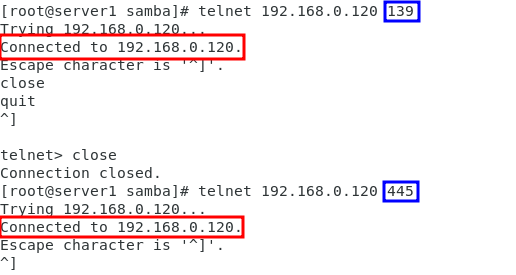 [root@server1 samba]# telnet 192.168.0.120 139
Trying 192.168.0.120...
Connected to 192.168.0.120.
Escape character is '^]'.
close
quit
^]
telnet> close
Connection closed.
[root@server1 samba]# telnet 192.168.0.120 445
Trying 192.168.0.120...
Connected to 192.168.0.120.
Escape character is '^]'.
^]